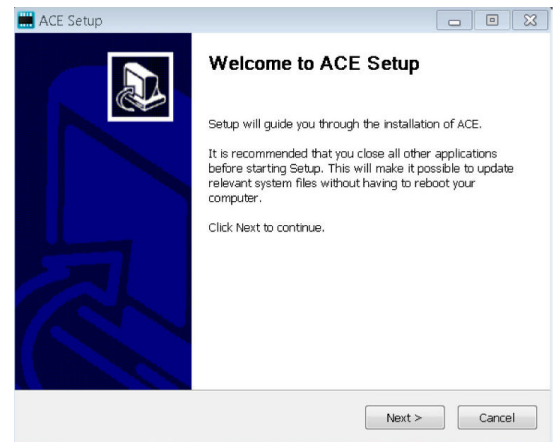 ACE Setup
Welcome to ACE Setup
Setup will guide you through the installation of ACE.
It is recommended that you close all other applications
before starting Setup. This will make it possible to update
relevant system files without having to reboot your
computer.
Click Next to continue.
Next >
Cancel